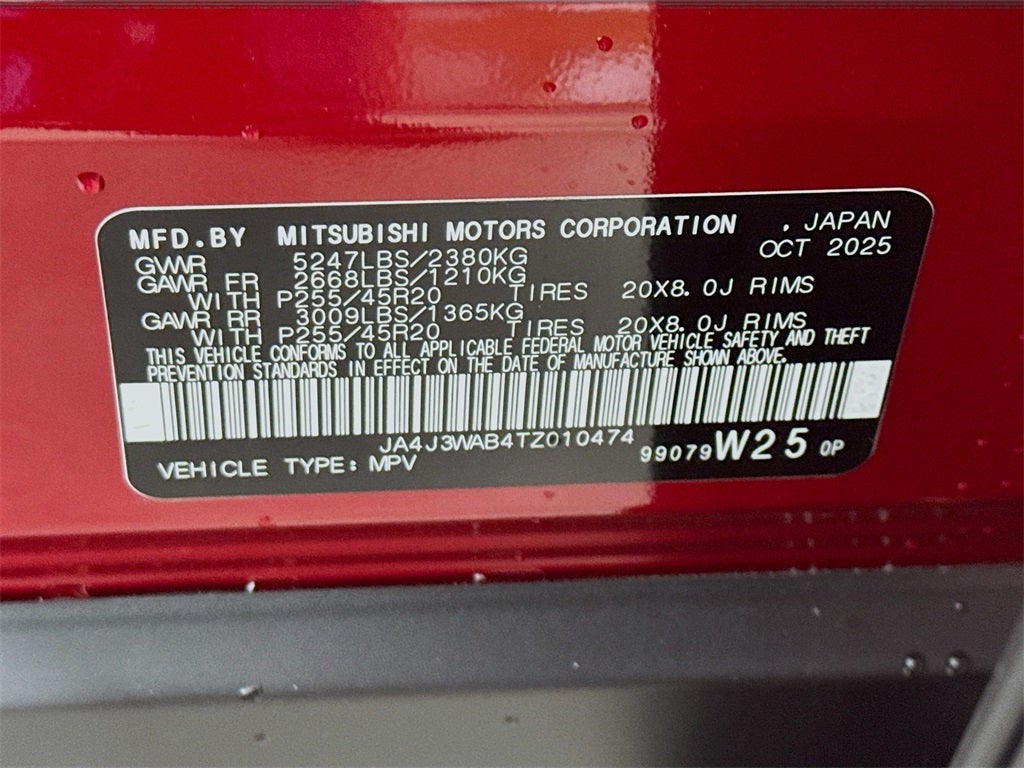 MFD.BY MITSUBISHI MOTORS CORPORATION , JAPAN
OCT 2025
GVWR 5247LBS/2380KG
GAWR FR 2668LBS/1210KG
WITH P255/45R20 TIRES 20X8.0J RIMS
GAWR RR 3009LBS/1365KG
WITH P255/45R20 TIRES 20X8.0J RIMS
THIS VEHICLE CONFORMS TO ALL APPLICABLE FEDERAL MOTOR VEHICLE SAFETY AND THEFT
PREVENTION STANDARDS IN EFFECT ON THE DATE OF MANUFACTURE SHOWN ABOVE.
JA4J3WAB4TZ010474
VEHICLE TYPE: MPV 99079 W25 0P